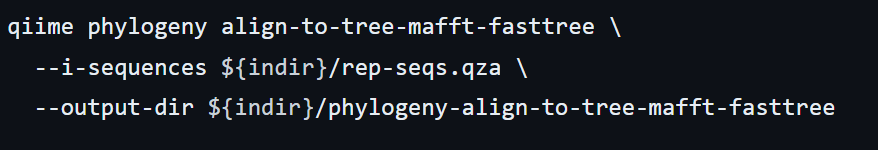 qiime phylogeny align-to-tree-mafft-fasttree \
  --i-sequences ${indir}/rep-seqs.qza \
  --output-dir ${indir}/phylogeny-align-to-tree-mafft-fasttree